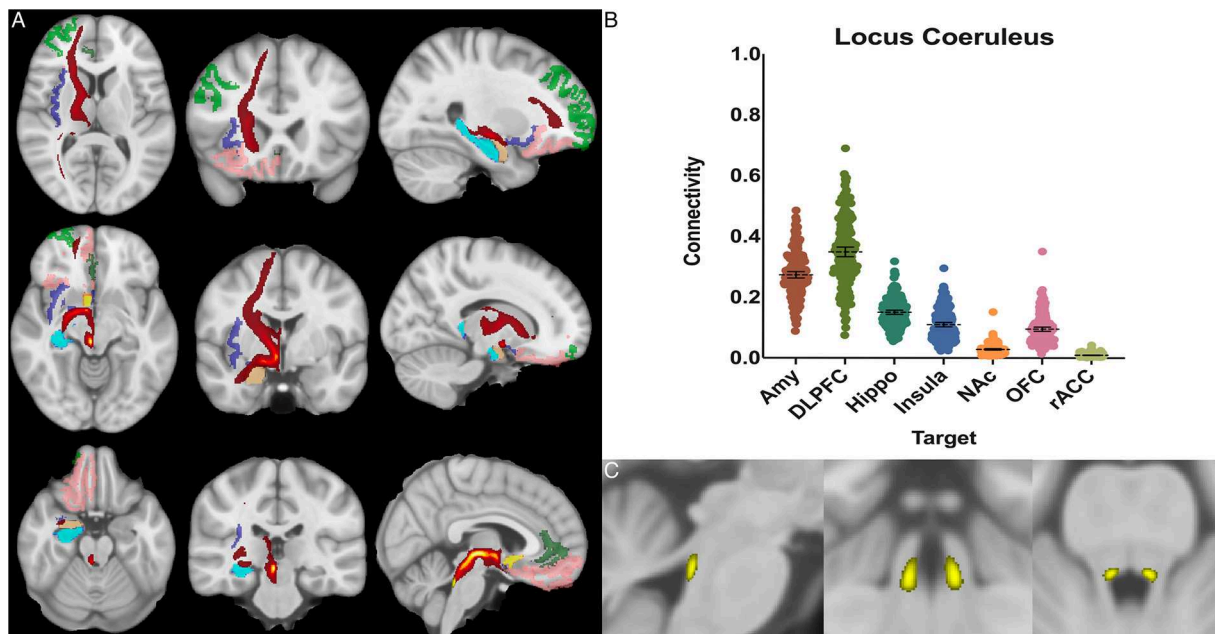 A
B
Locus Coeruleus
1.0
0.8
0.6
0.4
0.2
0.0
Connectivity
Amy
DLPFC
Hippo
Insula
NAc
OFC
rACC
Target
C